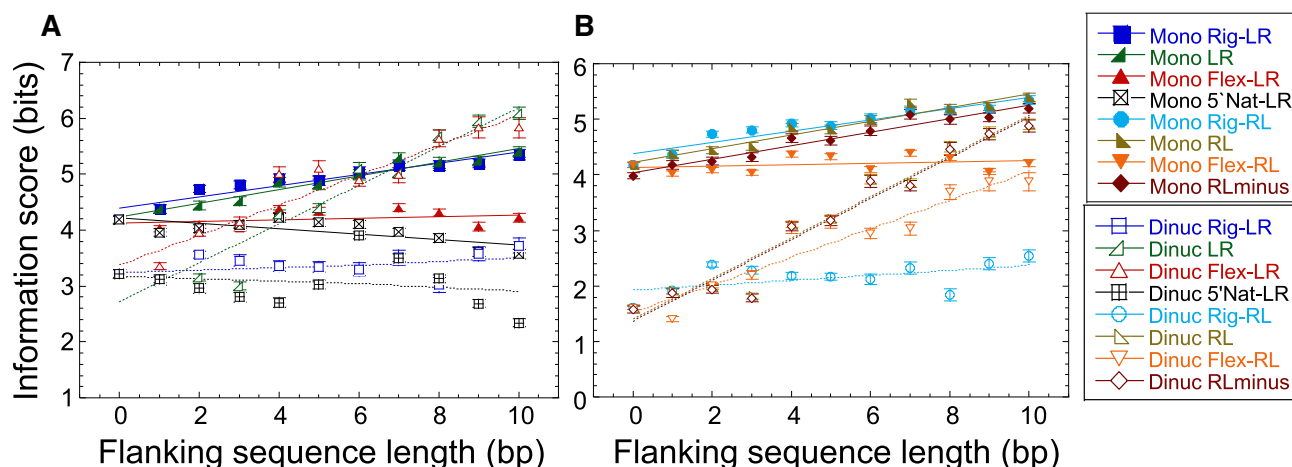 A
B
Information score (bits)
7
6
5
4
3
2
1
0 2 4 6 8 10
Flanking sequence length (bp)
6
5
4
3
2
1
0
0 2 4 6 8 10
Flanking sequence length (bp)
Mono Rig-LR
Mono LR
Mono Flex-LR
Mono 5`Nat-LR
Mono Rig-RL
Mono RL
Mono Flex-RL
Mono RLminus
Dinuc Rig-LR
Dinuc LR
Dinuc Flex-LR
Dinuc 5'Nat-LR
Dinuc Rig-RL
Dinuc RL
Dinuc Flex-RL
Dinuc RLminus